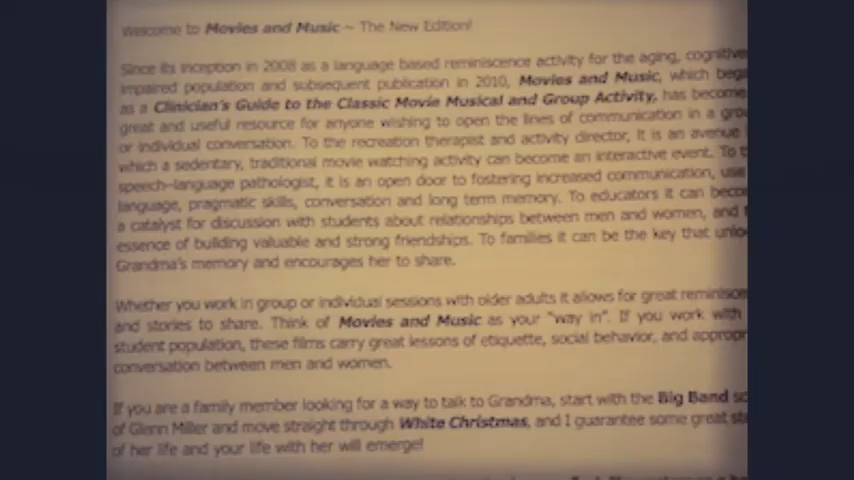 Welcome to Movies and Music ~ The New Edition!
Since its inception in 2008 as a language based reminiscence activity for the aging, cognitive
impaired population and subsequent publication in 2010, Movies and Music, which
as a Clinician's Guide to the Classic Movie Musical and Group Activity, has become
great and useful resource for anyone wishing to open the lines of communication in a
or individual conversation. To the recreation therapist and activity director, it is an avenue
which a sedentary, traditional movie watching activity can become an interactive event. To
speech-language pathologist, it is an open door to fostering increased communication, use
language, pragmatic skills, conversation and long term memory. To educators it can
a catalyst for discussion with students about relationships between men and women, and
essence of building valuable and strong friendships. To families it can be the key that
Grandma's memory and encourages her to share.
Whether you work in group or individual sessions with older adults it allows for great
and stories to share. Think of Movies and Music as your "way in". If you work with
student population, these films carry great lessons of etiquette, social behavior, and
conversation between men and women.
If you are a family member looking for a way to talk to Grandma, start with the Big Band
of Glenn Miller and move straight through White Christmas, and I guarantee some great
of her life and your life with her will emerge!